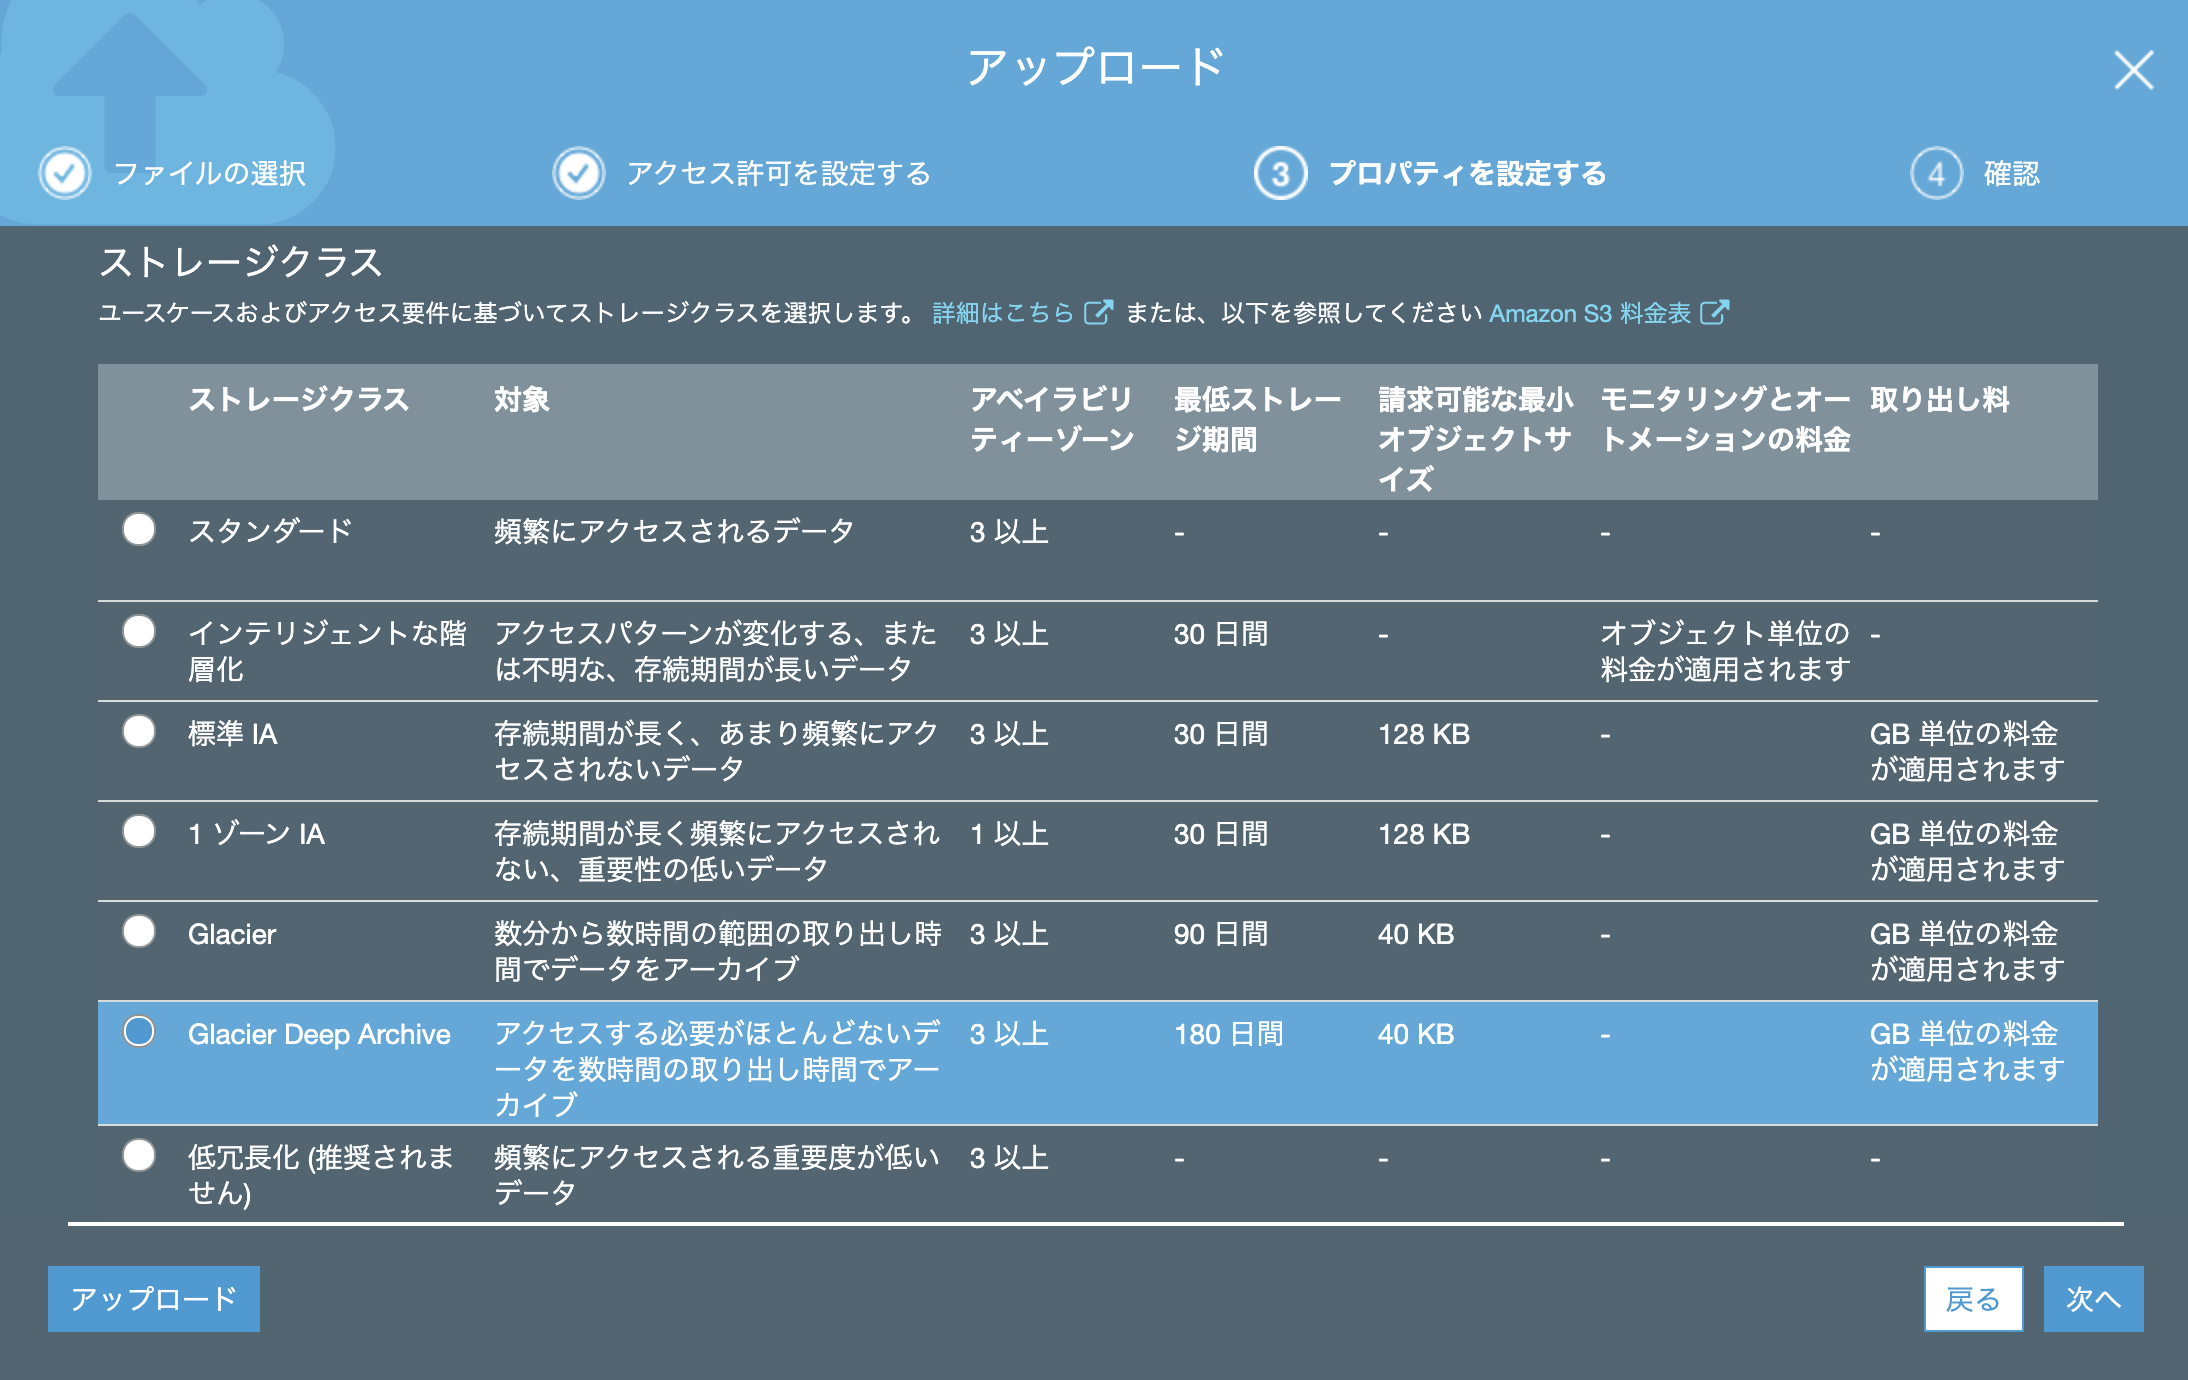 アップロード
ファイルの選択
アクセス許可を設定する
3 プロパティを設定する
4 確認
ストレージクラス
ユースケースおよびアクセス要件に基づいてストレージクラスを選択します。 詳細はこちら または、以下を参照してください Amazon S3 料金表
ストレージクラス
対象
アベイラビリ
ティーゾーン
最低ストレー
ジ期間
請求可能な最小
オブジェクトサ
イズ
モニタリングとオー
トメーションの料金
取り出し料
スタンダード
頻繁にアクセスされるデータ
3 以上
-
-
-
-
インテリジェントな階
層化
アクセスパターンが変化する、また
は不明な、存続期間が長いデータ
3 以上
30 日間
-
オブジェクト単位の
料金が適用されます
-
標準 IA
存続期間が長く、あまり頻繁にアク
セスされないデータ
3 以上
30 日間
128 KB
-
GB 単位の料金
が適用されます
1 ゾーン IA
存続期間が長く頻繁にアクセスされ
ない、重要性の低いデータ
1 以上
30 日間
128 KB
-
GB 単位の料金
が適用されます
Glacier
数分から数時間の範囲の取り出し時
間でデータをアーカイブ
3 以上
90 日間
40 KB
-
GB 単位の料金
が適用されます
Glacier Deep Archive
アクセスする必要がほとんどないデ
ータを数時間の取り出し時間でアー
カイブ
3 以上
180 日間
40 KB
-
GB 単位の料金
が適用されます
低冗長化 (推奨されま
せん)
頻繁にアクセスされる重要度が低い
データ
3 以上
-
-
-
-
アップロード
戻る
次へ